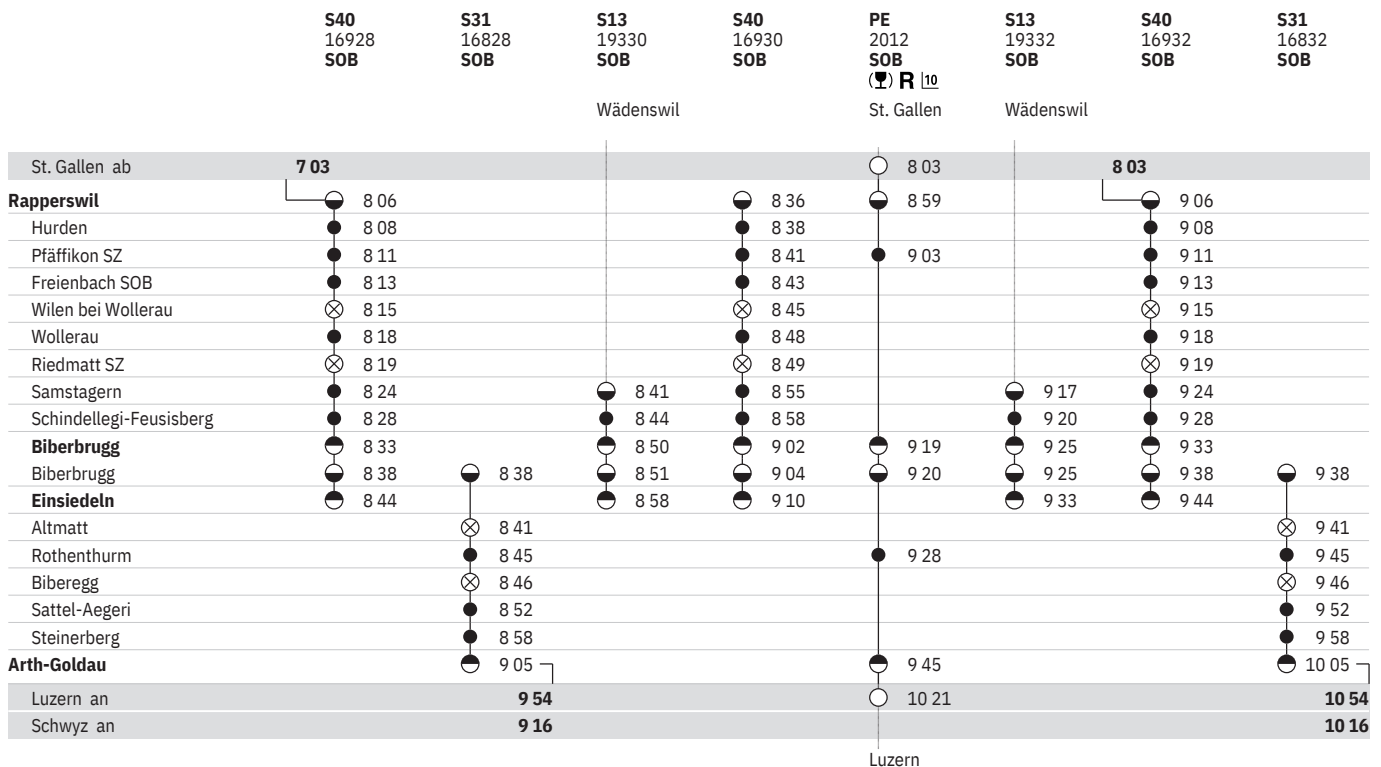 S40 S31 S13 S40 PE S13 S40 S31
16928 16828 19330 16930 2012 19332 16932 16832
SOB SOB SOB SOB SOB SOB SOB SOB
R 10
Wädenswil St. Gallen Wädenswil
St. Gallen ab 7 03 8 03 8 03
Rapperswil 8 06 8 36 8 59 9 06
Hurden 8 08 8 38 9 08
Pfäffikon SZ 8 11 8 41 9 03 9 11
Freienbach SOB 8 13 8 43 9 13
Wilen bei Wollerau 8 15 8 45 9 15
Wollerau 8 18 8 48 9 18
Riedmatt SZ 8 19 8 49 9 19
Samstagern 8 24 8 41 8 55 9 17 9 24
Schindellegi-Feusisberg 8 28 8 44 8 58 9 20 9 28
Biberbrugg 8 33 8 50 9 02 9 19 9 25 9 33
Biberbrugg 8 38 8 38 8 51 9 04 9 20 9 25 9 38 9 38
Einsiedeln 8 44 8 58 9 10 9 33 9 44
Altmatt 8 41 9 41
Rothenthurm 8 45 9 28 9 45
Biberegg 8 46 9 46
Sattel-Aegeri 8 52 9 52
Steinerberg 8 58 9 58
Arth-Goldau 9 05 9 45 10 05
Luzern an 9 54 10 21 10 54
Schwyz an 9 16 10 16
Luzern